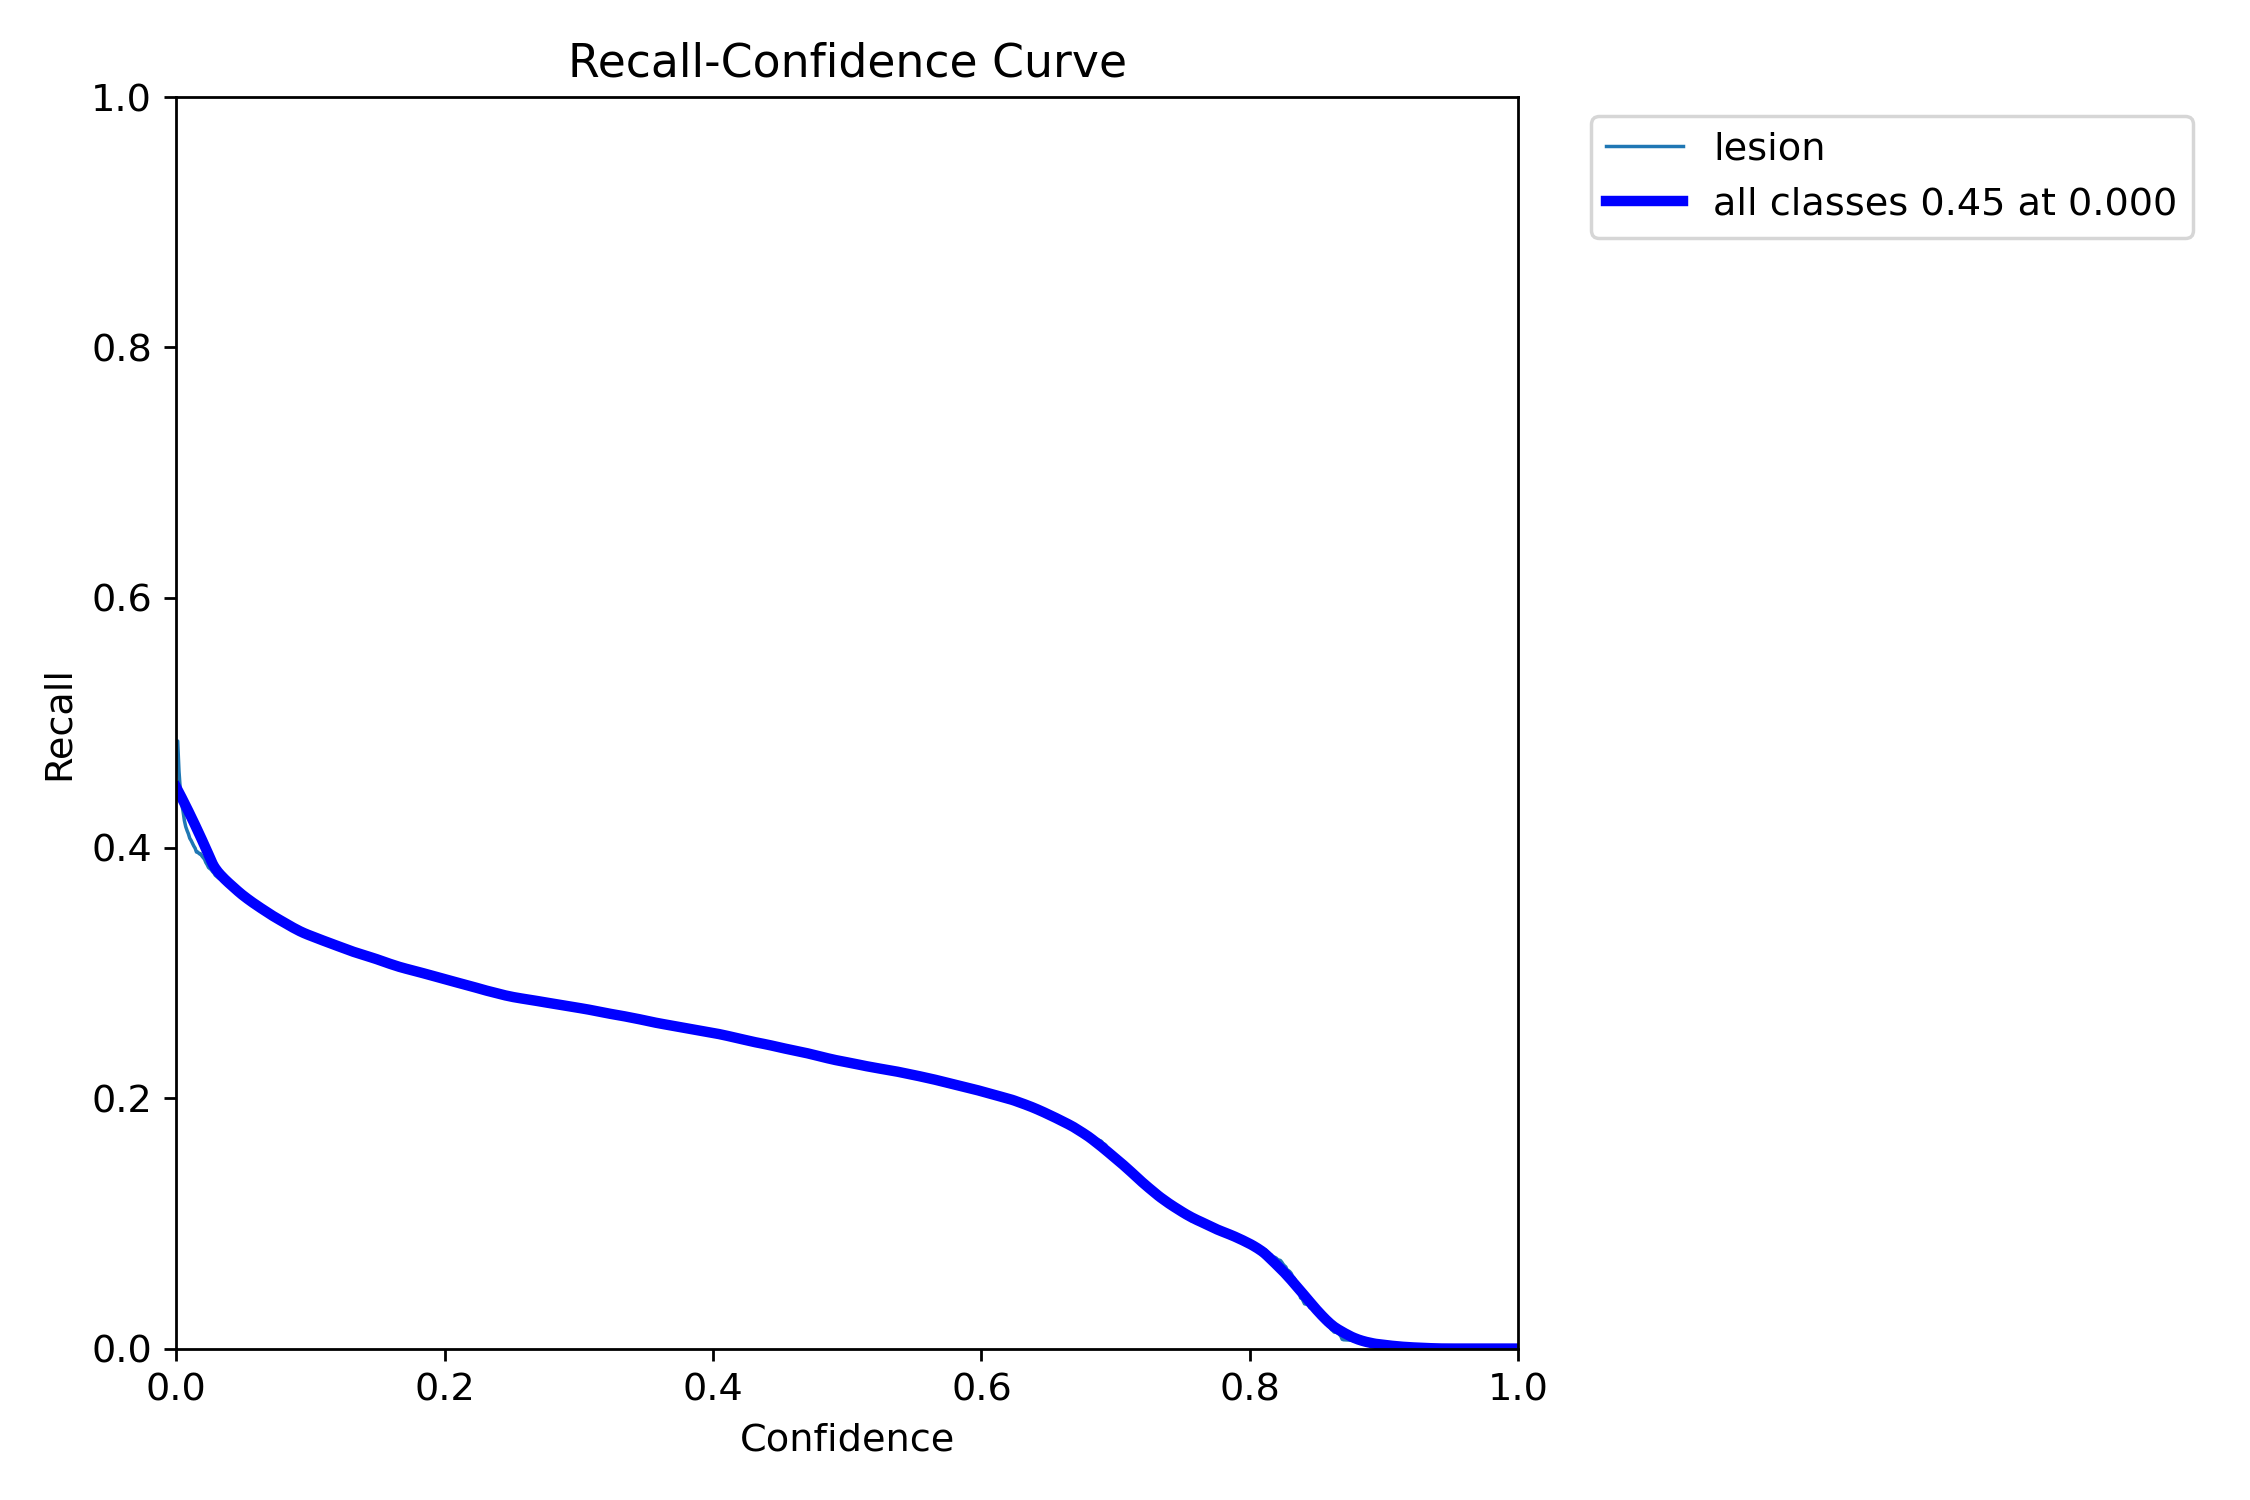 Recall-Confidence Curve
lesion
all classes 0.45 at 0.000
1.0
0.8
0.6
0.4
0.2
0.0
Recall
0.0 0.2 0.4 0.6 0.8 1.0
Confidence